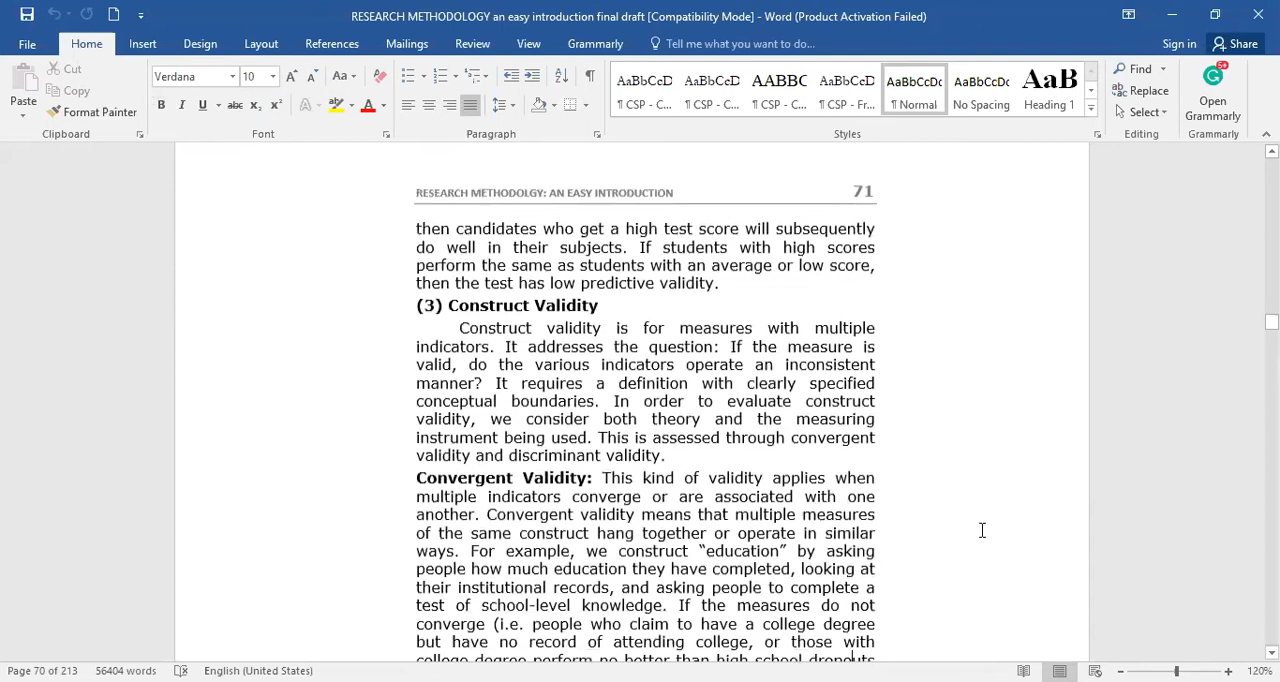 RESEARCH METHODOLOGY an easy introduction final draft [Compatibility Mode] - Word (Product Activation Failed)
File Home Insert Design Layout References Mailings Review View Grammarly Tell me what you want to do... Sign in Share
Paste
Cut
Copy
Format Painter
Clipboard
Verdana 10 Aa
B I U abc X₂ X² A A
Font
Paragraph
AaBbCcD AaBbCcD AABBC AaBbCcD AaBbCcDc AaBbCcDc AaB
¶ CSP - C... ¶ CSP - C... ¶ CSP - C... ¶ CSP - Fr... ¶ Normal No Spacing Heading 1
Styles
Find
Replace
Select
Editing
Open
Grammarly
Grammarly
RESEARCH METHODOLGY: AN EASY INTRODUCTION 71
then candidates who get a high test score will subsequently
do well in their subjects. If students with high scores
perform the same as students with an average or low score,
then the test has low predictive validity.
(3) Construct Validity
Construct validity is for measures with multiple
indicators. It addresses the question: If the measure is
valid, do the various indicators operate an inconsistent
manner? It requires a definition with clearly specified
conceptual boundaries. In order to evaluate construct
validity, we consider both theory and the measuring
instrument being used. This is assessed through convergent
validity and discriminant validity.
Convergent Validity: This kind of validity applies when
multiple indicators converge or are associated with one
another. Convergent validity means that multiple measures
of the same construct hang together or operate in similar
ways. For example, we construct “education” by asking
people how much education they have completed, looking at
their institutional records, and asking people to complete a
test of school-level knowledge. If the measures do not
converge (i.e. people who claim to have a college degree
but have no record of attending college, or those with
college degree perform no better than high school dropouts
Page 70 of 213 56404 words English (United States) 120%